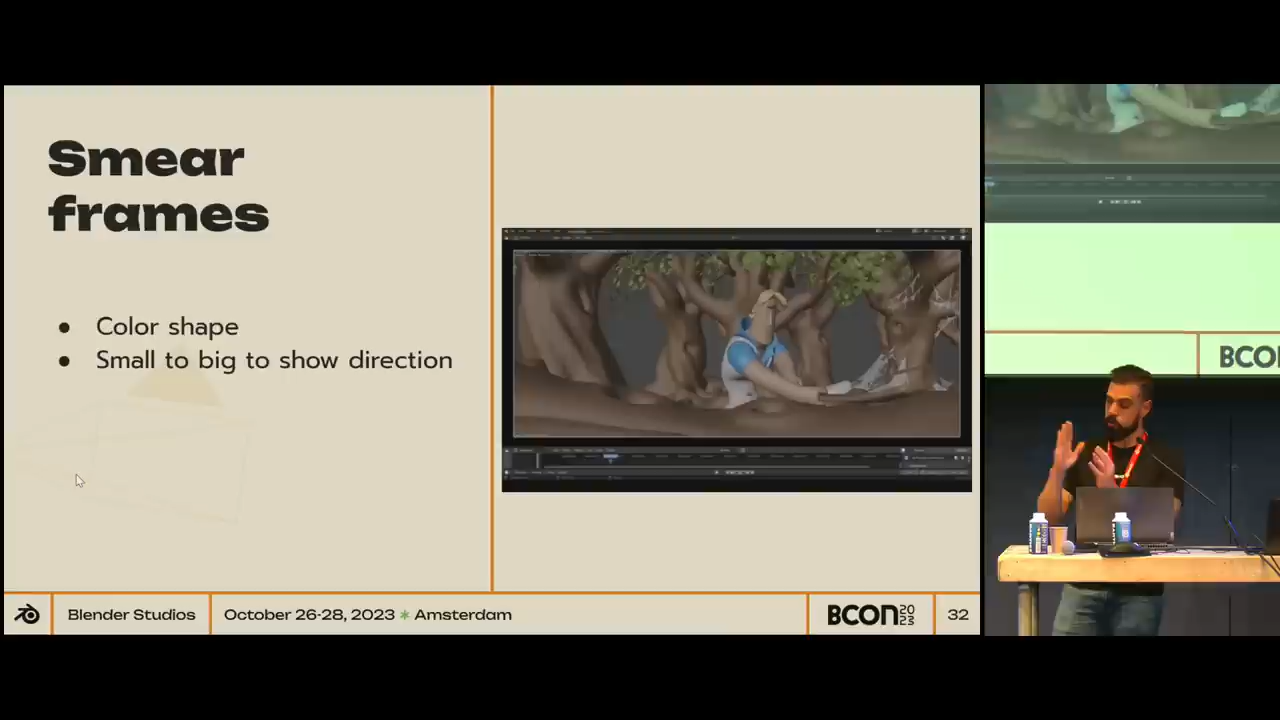 Smear
frames
● Color shape
● Small to big to show direction
Blender Studios
October 26-28, 2023 ✶ Amsterdam
BCON 20
23
32
BCON